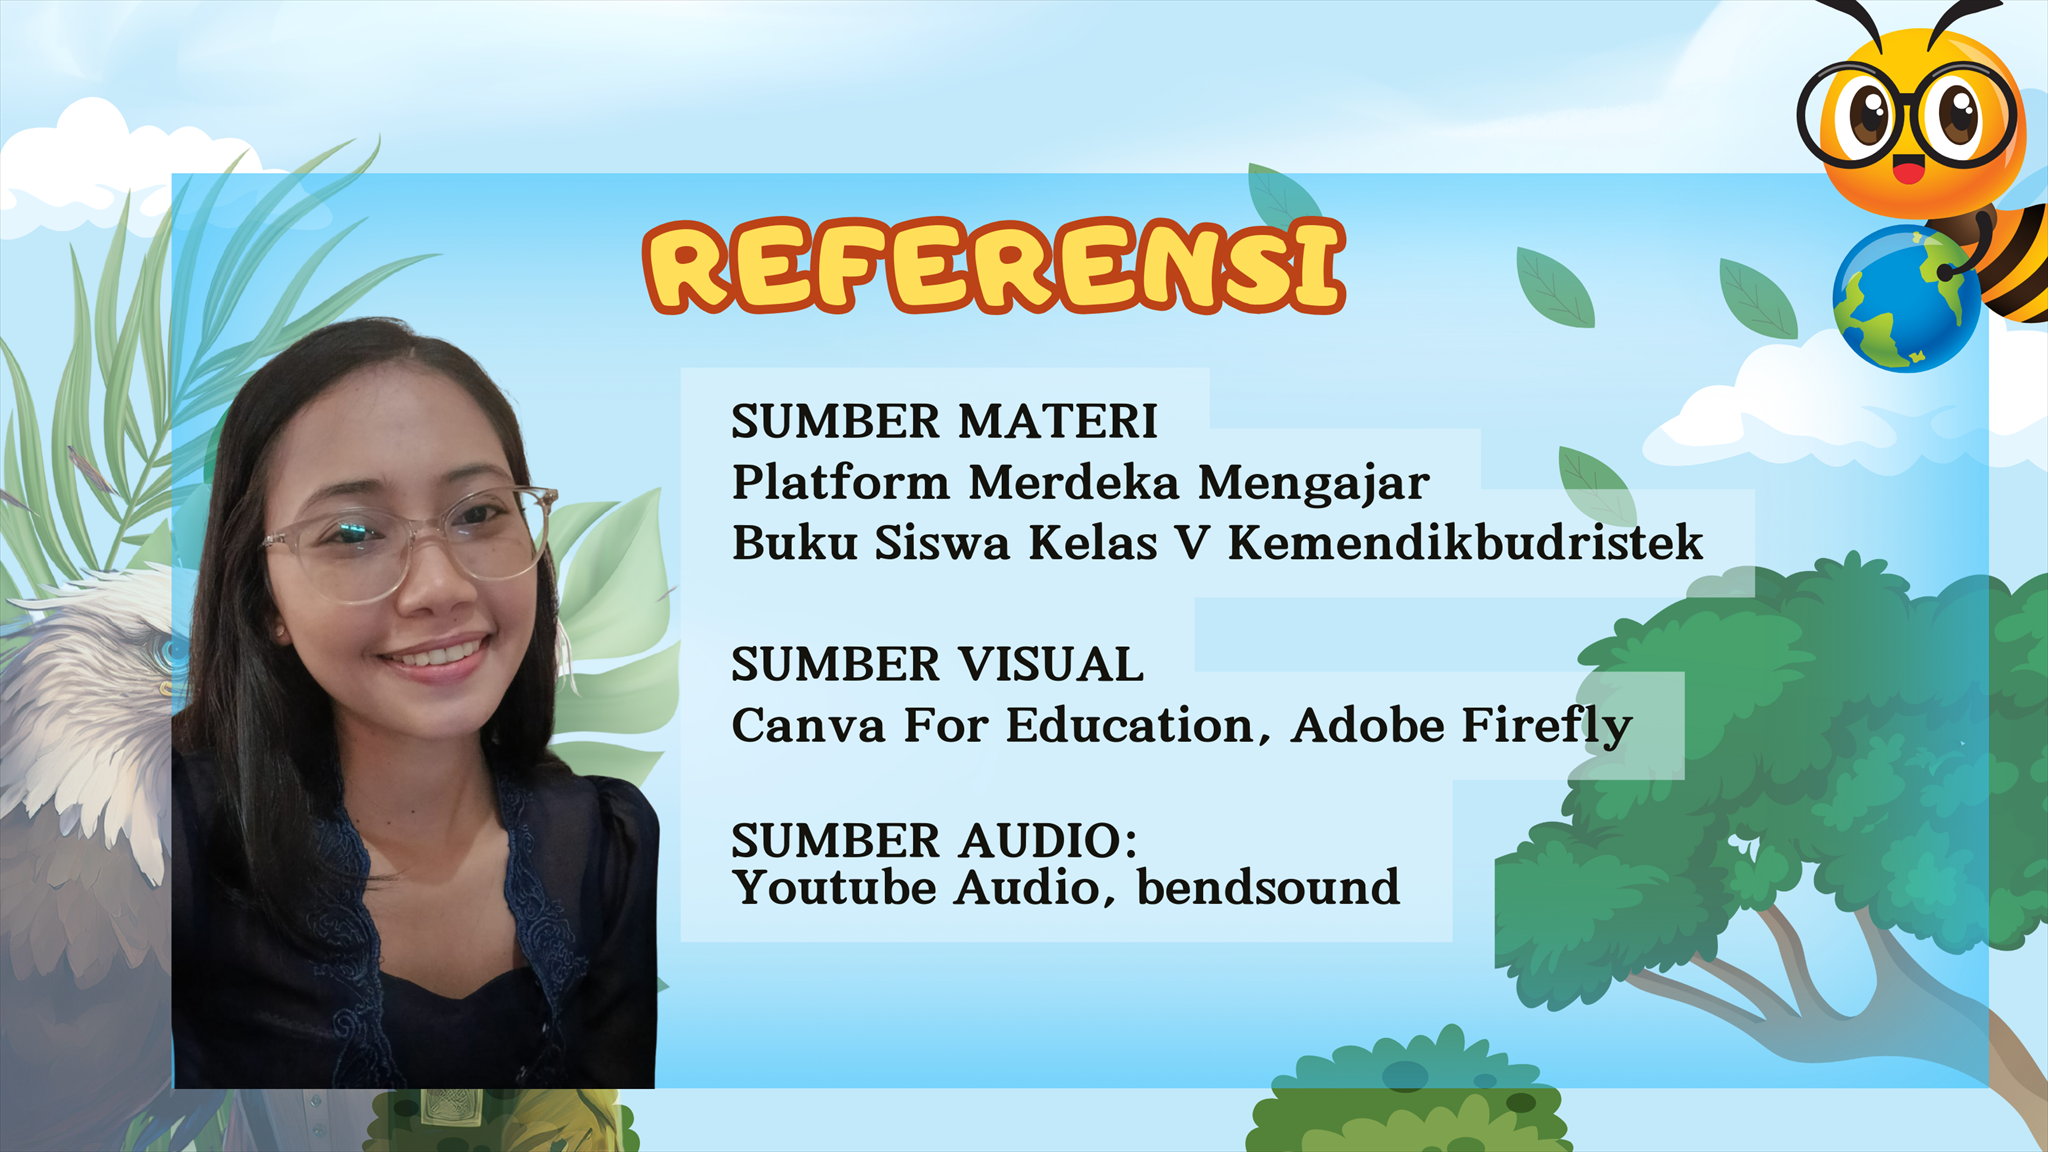 REFERENSI
SUMBER MATERI
Platform Merdeka Mengajar
Buku Siswa Kelas V Kemendikbudristek
SUMBER VISUAL
Canva For Education, Adobe Firefly
SUMBER AUDIO:
Youtube Audio, bendsound